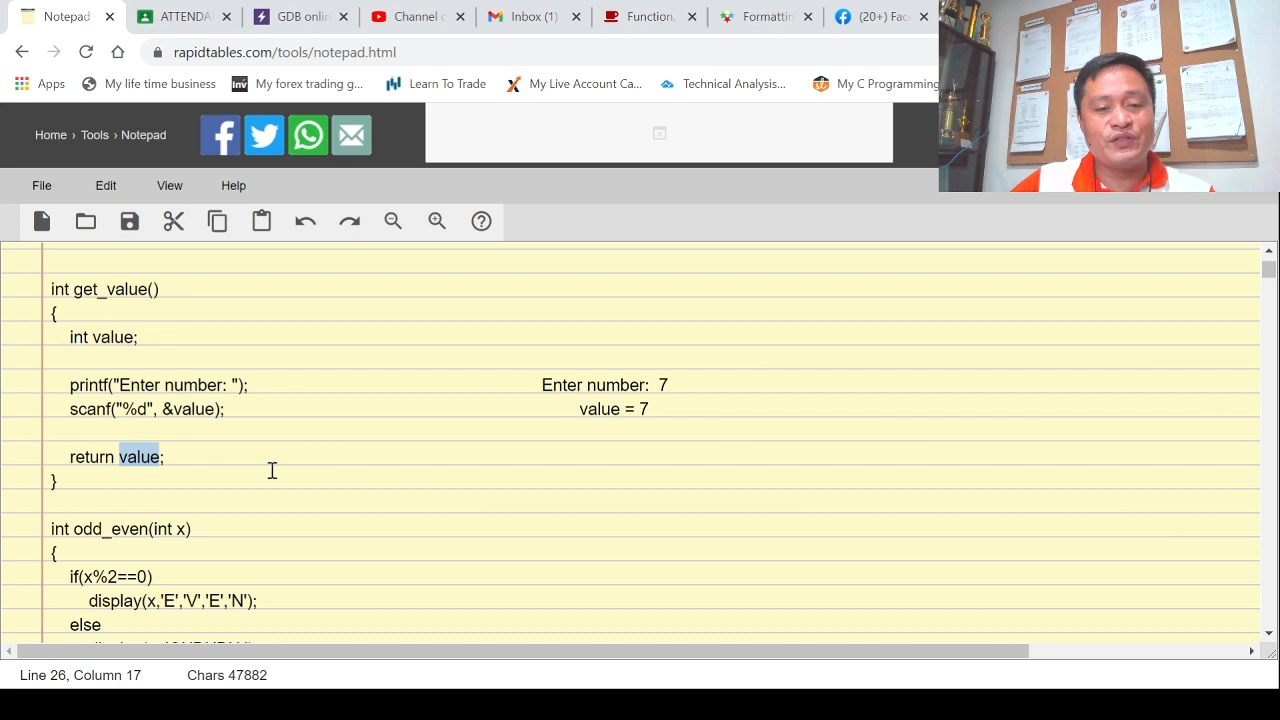 Notepad
ATTENDA
GDB onlin
Channel c
Inbox (1)
Function,
Formattin
(20+) Fac
rapidtables.com/tools/notepad.html
Apps
My life time biography
inv
My forex trading g...
Learn To Trade
My Live Account Ca...
Technical Analysis...
My C Programming
Home › Tools › Notepad
File Edit View Help
int get_value()
{
int value;
printf("Enter number: "); Enter number: 7
scanf("%d", &value); value = 7
return value;
}
int odd_even(int x)
{
if(x%2==0)
display(x,'E','V','E','N');
else
Line 26, Column 17 Chars 47882